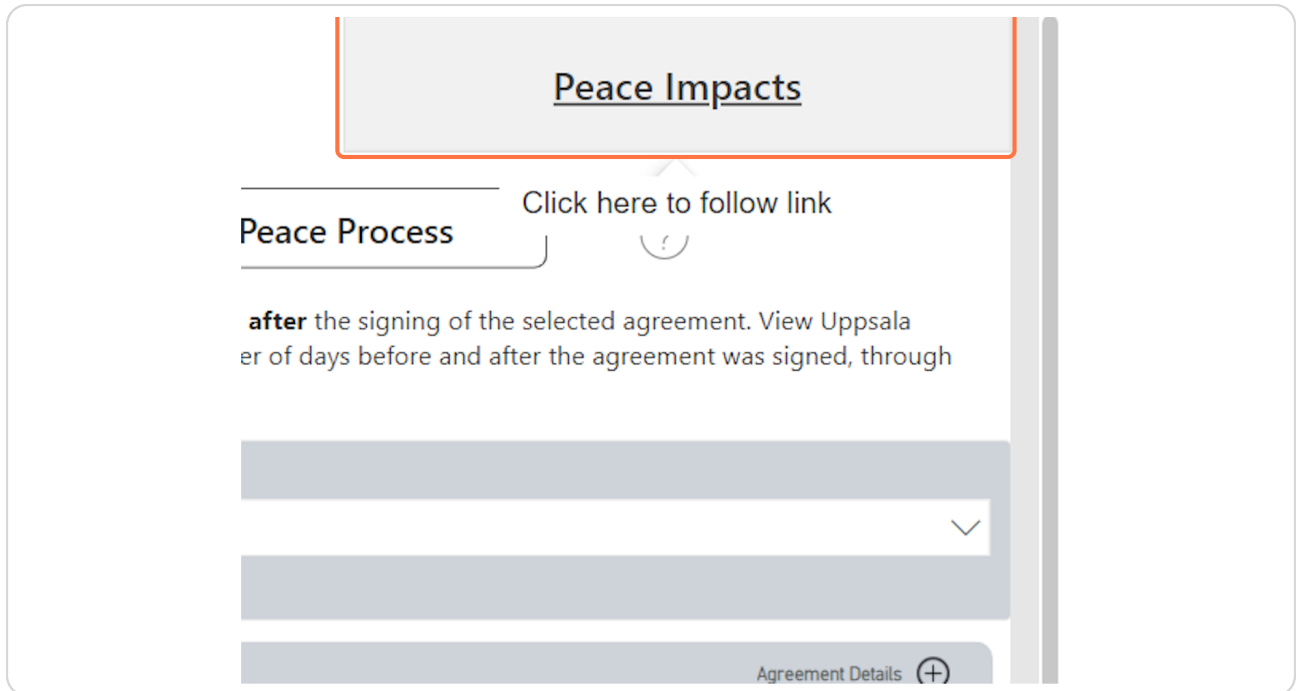 Peace Impacts
Click here to follow link
Peace Process
?
after the signing of the selected agreement. View Uppsala
er of days before and after the agreement was signed, through
Agreement Details